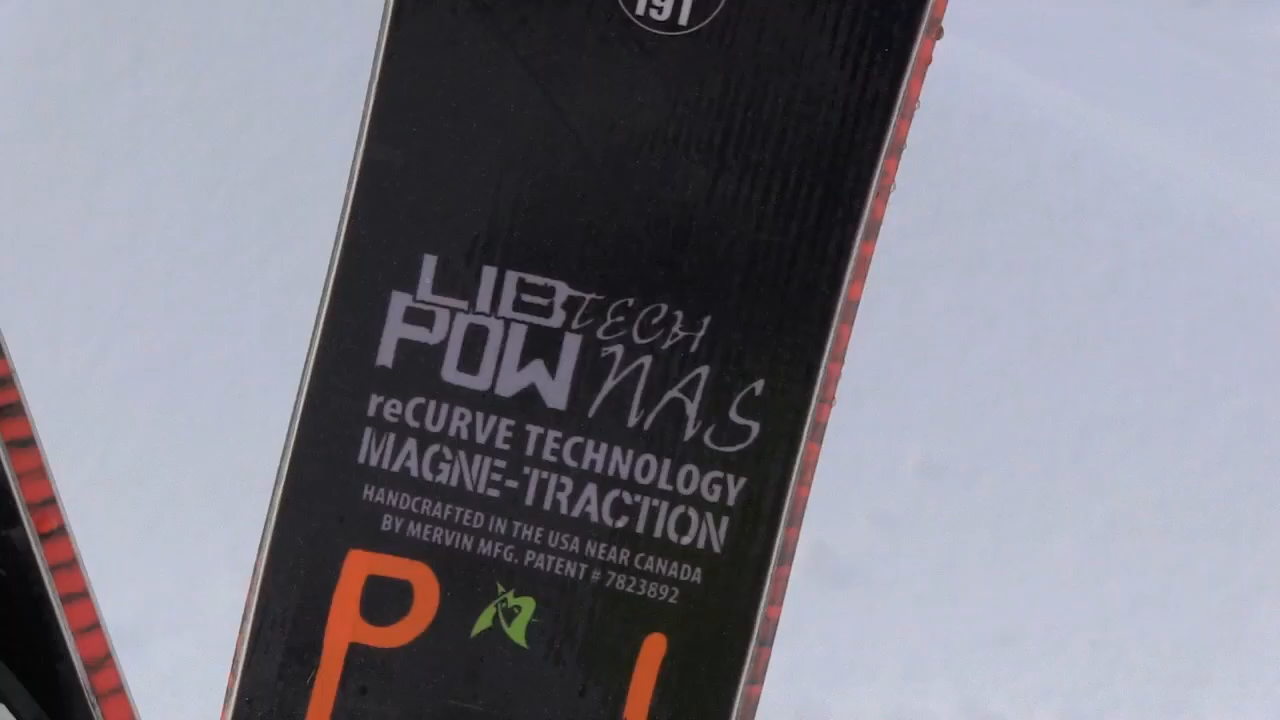 191
LIB TECH
POW NAS
reCURVE TECHNOLOGY
MAGNE-TRACTION
HANDCRAFTED IN THE USA NEAR CANADA
BY MERVIN MFG. PATENT # 7823892
P